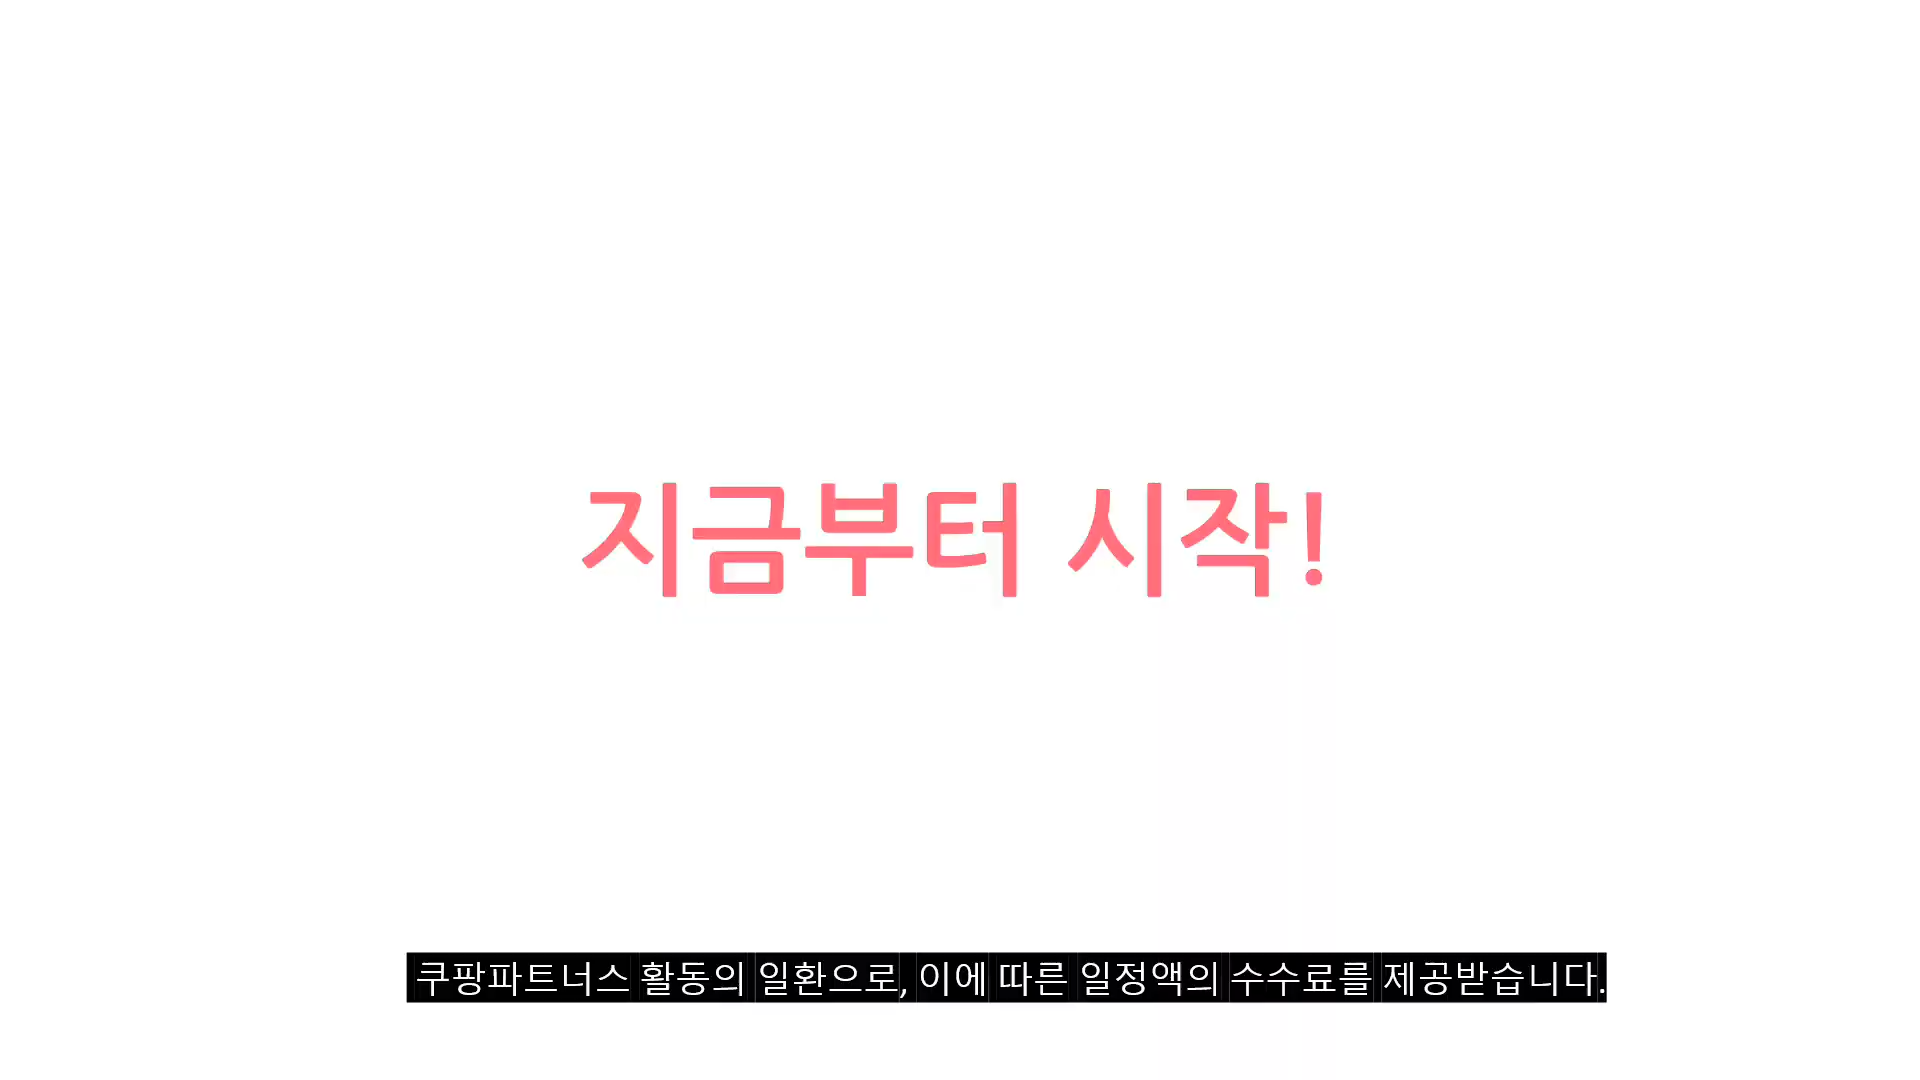 지금부터 시작!
쿠팡파트너스 활동의 일환으로, 이에 따른 일정액의 수수료를 제공받습니다.